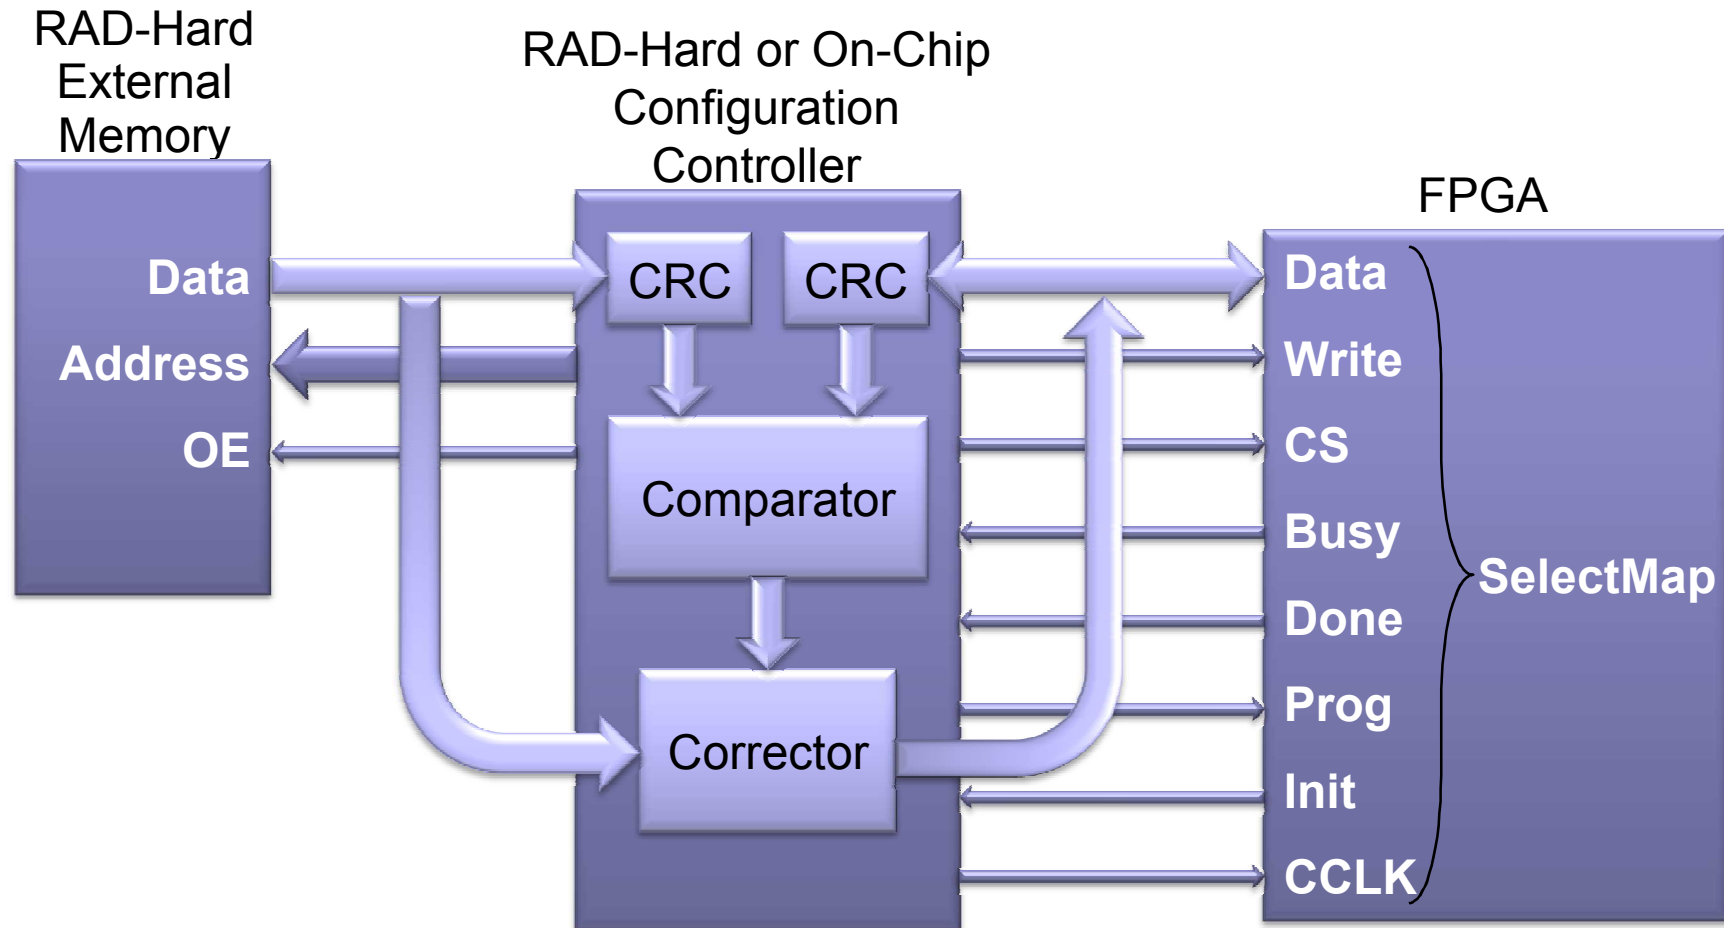 RAD-Hard
External
Memory
Data
Address
OE
RAD-Hard or On-Chip
Configuration
Controller
CRC
CRC
Comparator
Corrector
FPGA
Data
Write
CS
Busy
Done
Prog
Init
CCLK
SelectMap